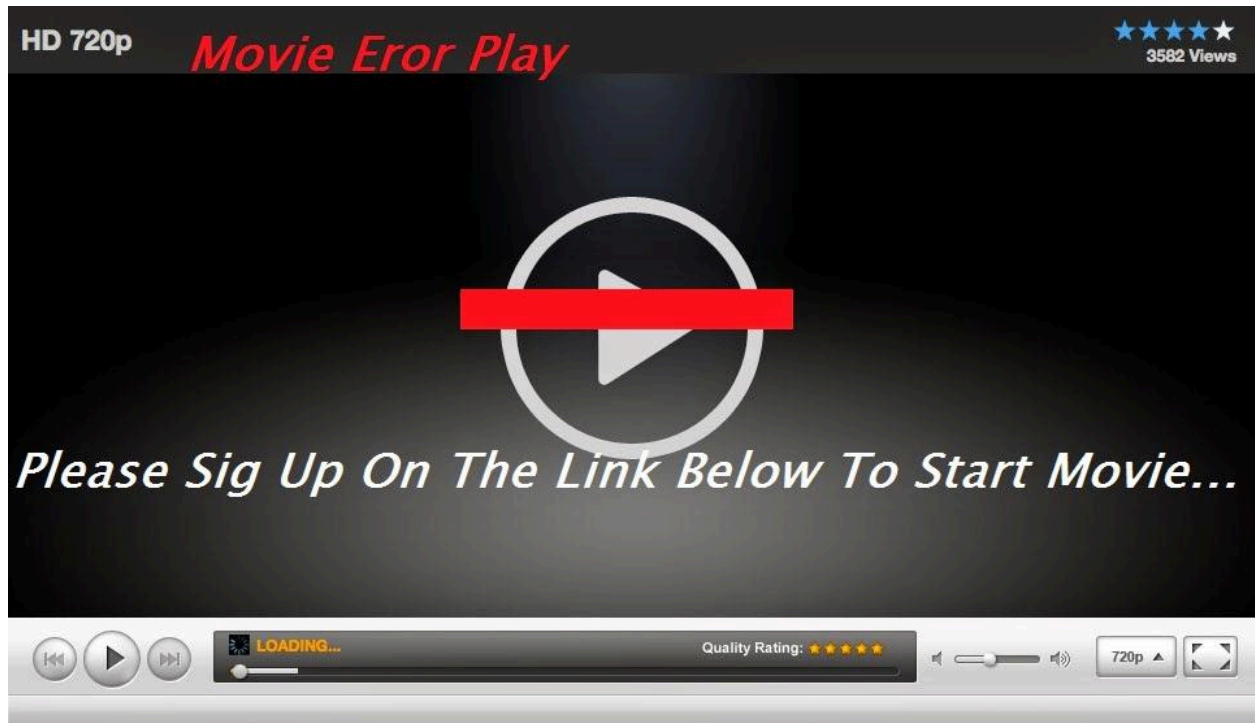 HD 720p
Movie Eror Play
3582 Views
Please Sig Up On The Link Below To Start Movie...
LOADING...
Quality Rating:
720p